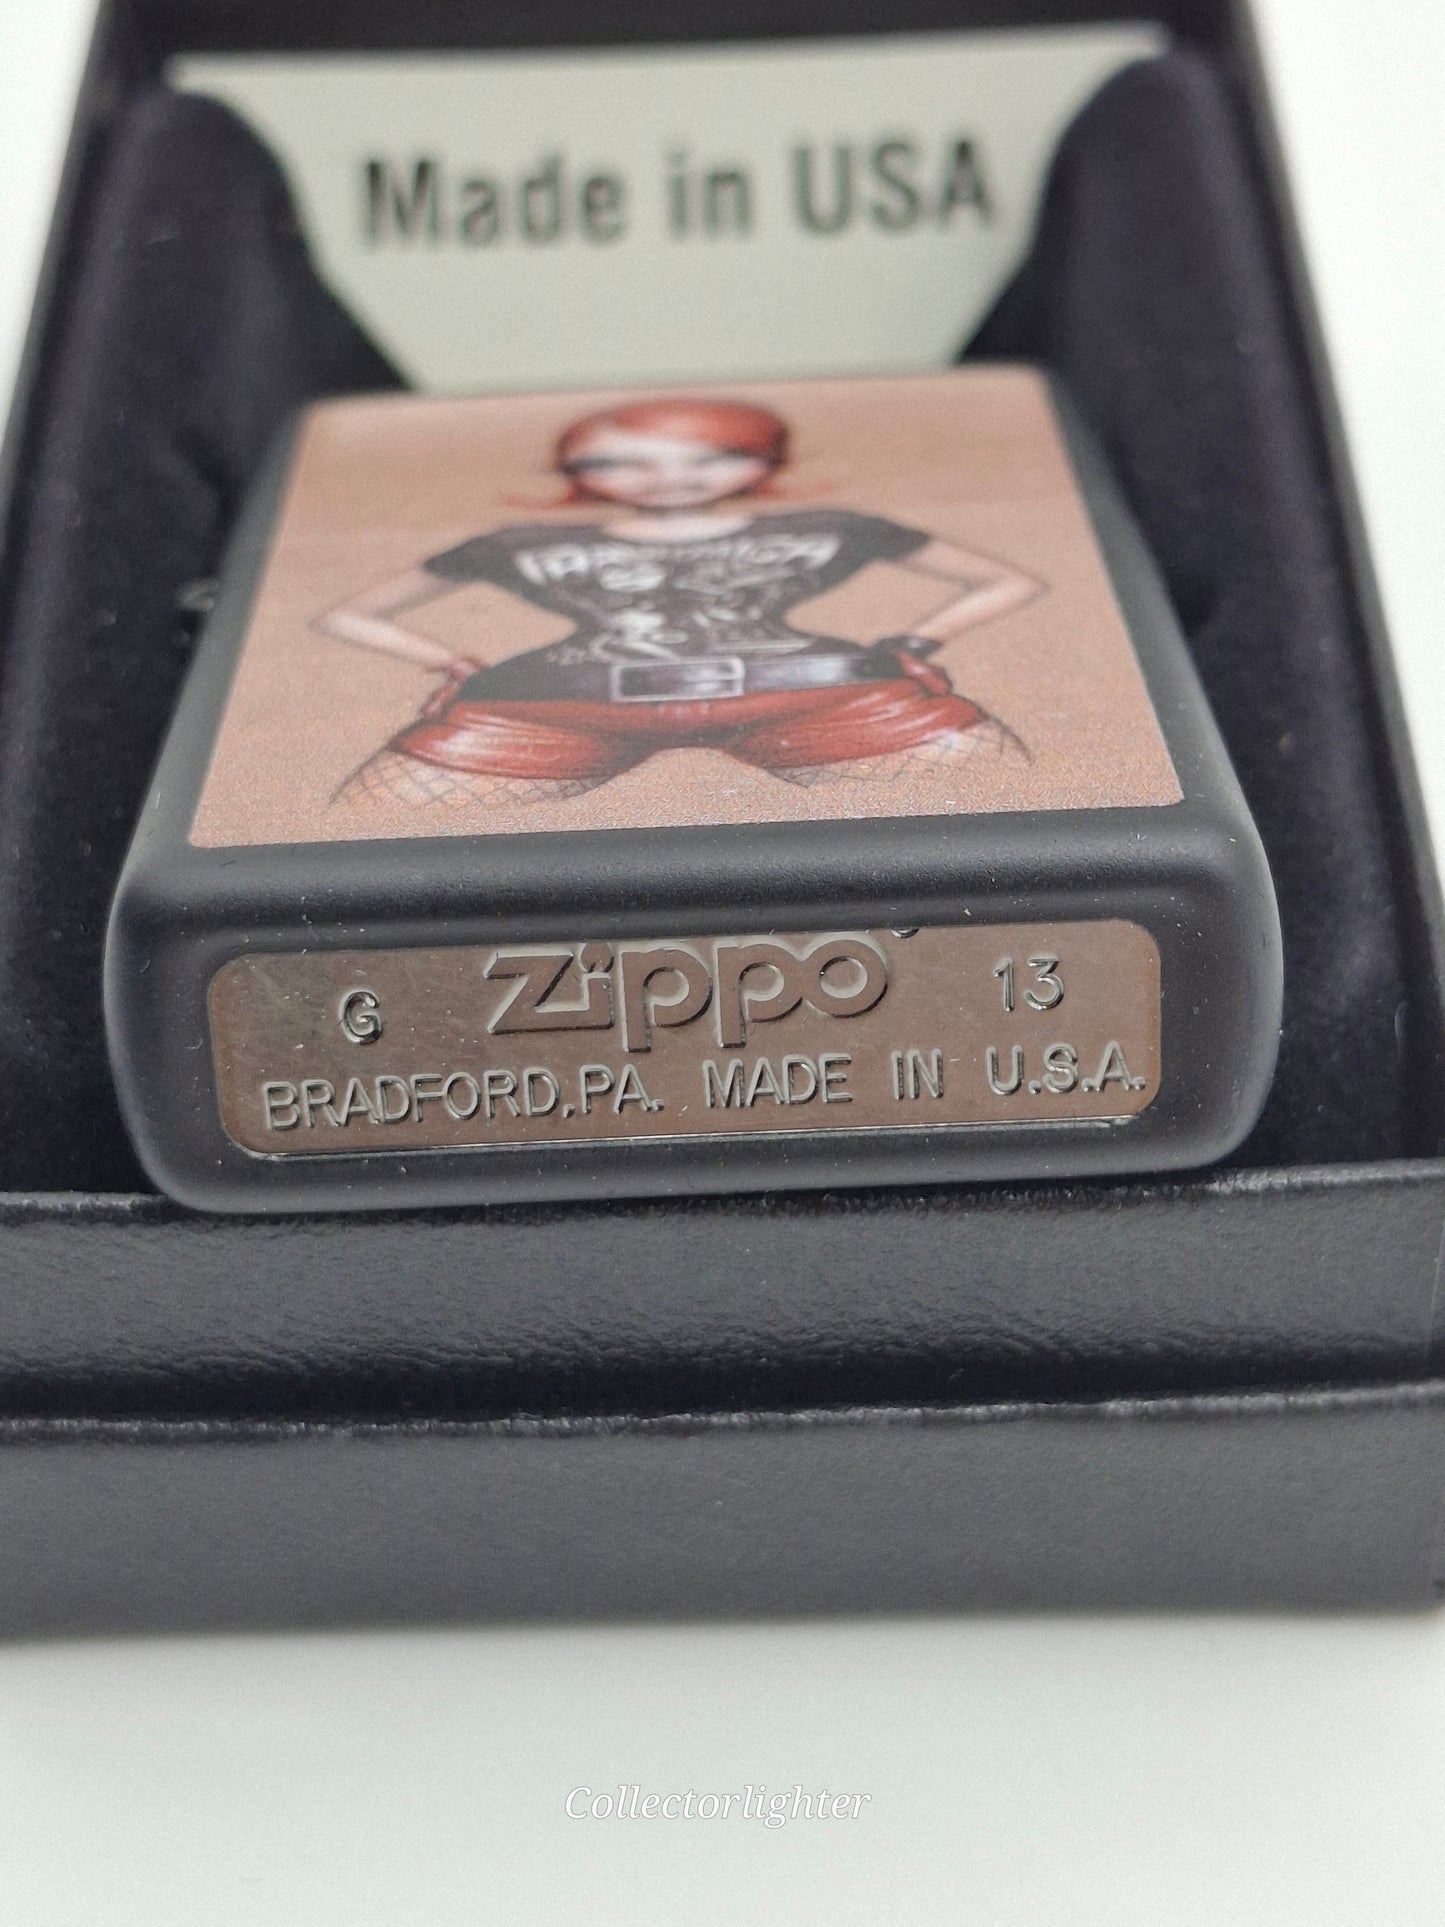 Made in USA
G zippo 13
BRADFORD,PA. MADE IN U.S.A.
Collectorlighter